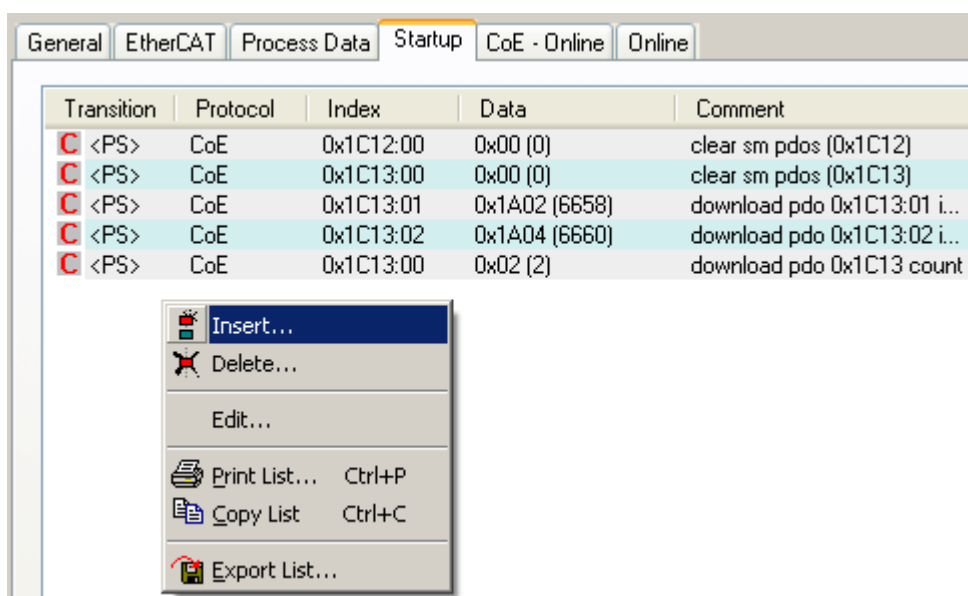 General EtherCAT Process Data Startup CoE - Online Online
Transition Protocol Index Data Comment
C <PS> CoE 0x1C12:00 0x00 (0) clear sm pdos (0x1C12)
C <PS> CoE 0x1C13:00 0x00 (0) clear sm pdos (0x1C13)
C <PS> CoE 0x1C13:01 0x1A02 (6658) download pdo 0x1C13:01 i...
C <PS> CoE 0x1C13:02 0x1A04 (6660) download pdo 0x1C13:02 i...
C <PS> CoE 0x1C13:00 0x02 (2) download pdo 0x1C13 count
Insert...
Delete...
Edit...
Print List... Ctrl+P
Copy List Ctrl+C
Export List...